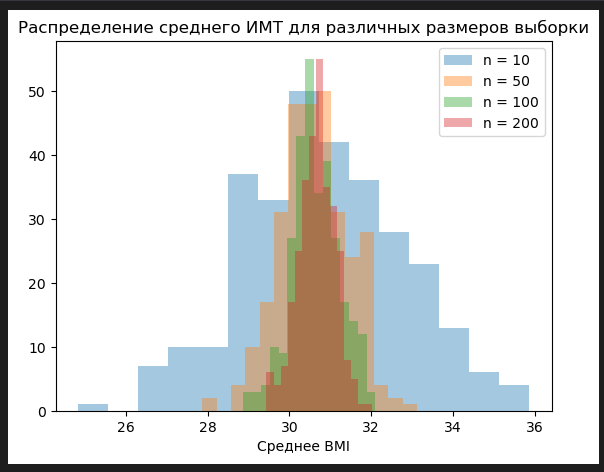 Распределение среднего ИМТ для различных размеров выборки
n = 10
n = 50
n = 100
n = 200
50
40
30
20
10
0
26 28 30 32 34 36
Среднее BMI